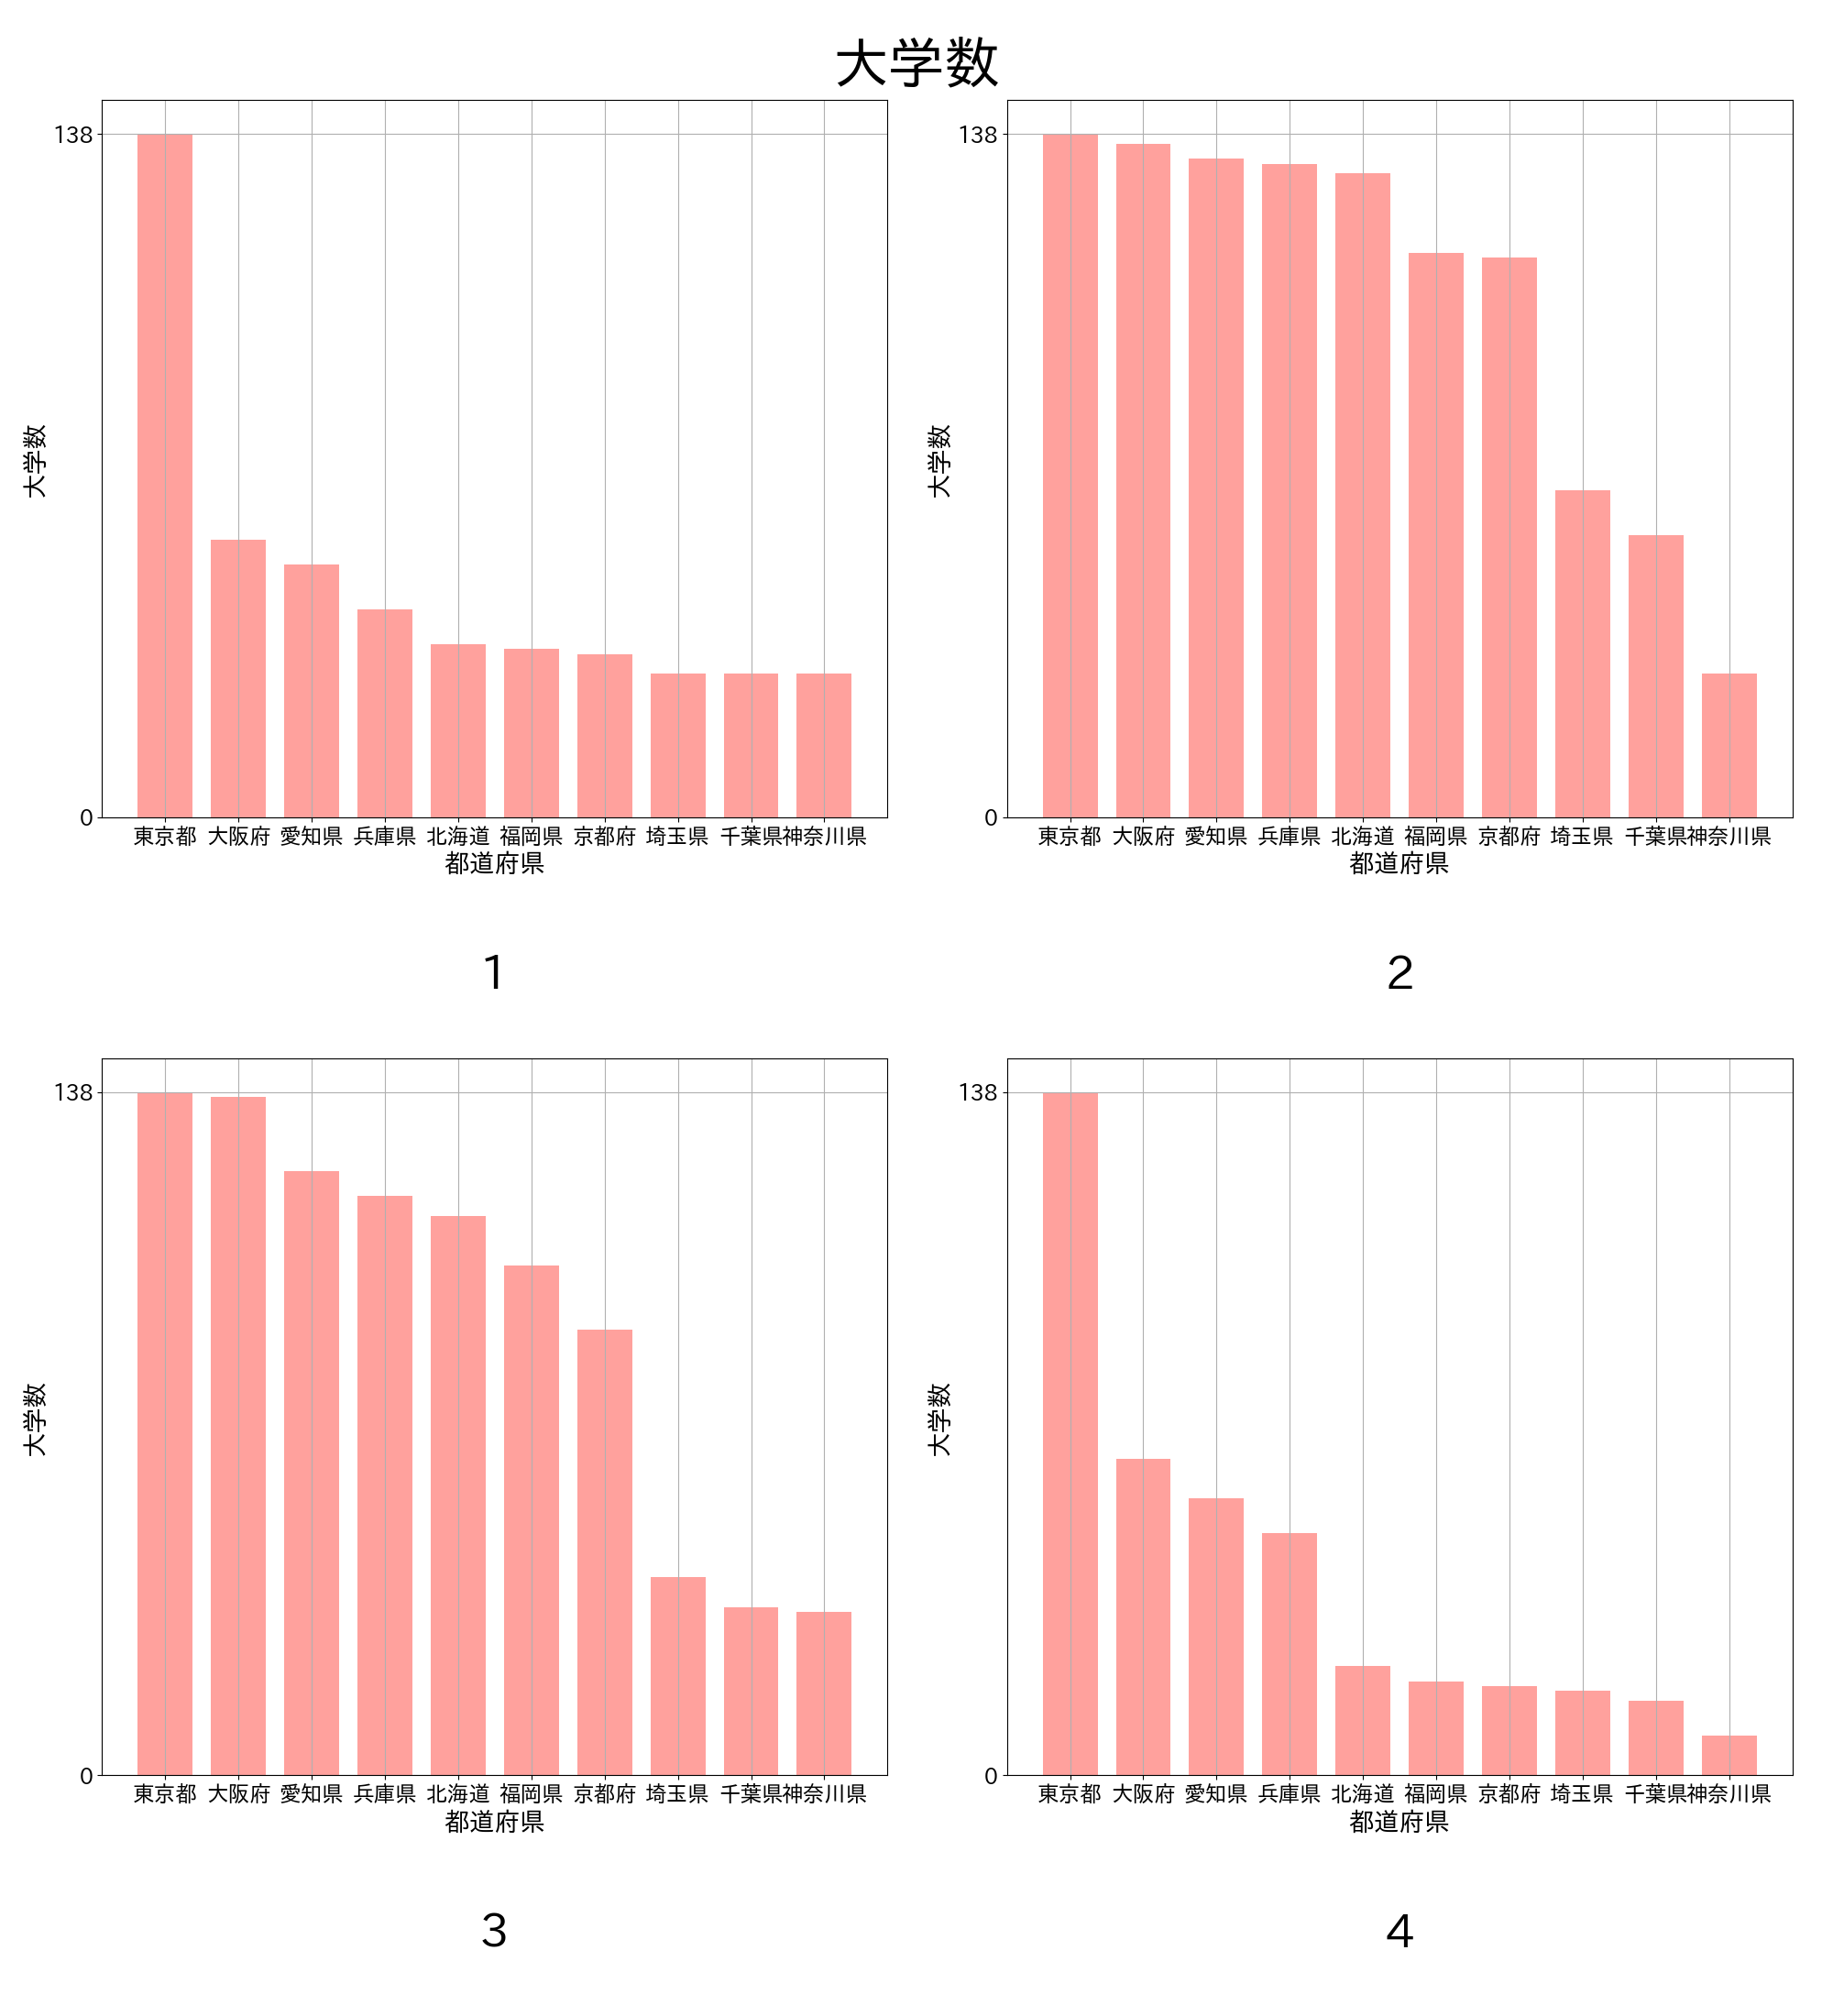 大学数
138
0
大学数
東京都 大阪府 愛知県 兵庫県 北海道 福岡県 京都府 埼玉県 千葉県 神奈川県
都道府県
1
138
0
大学数
東京都 大阪府 愛知県 兵庫県 北海道 福岡県 京都府 埼玉県 千葉県 神奈川県
都道府県
2
138
0
大学数
東京都 大阪府 愛知県 兵庫県 北海道 福岡県 京都府 埼玉県 千葉県 神奈川県
都道府県
3
138
0
大学数
東京都 大阪府 愛知県 兵庫県 北海道 福岡県 京都府 埼玉県 千葉県 神奈川県
都道府県
4